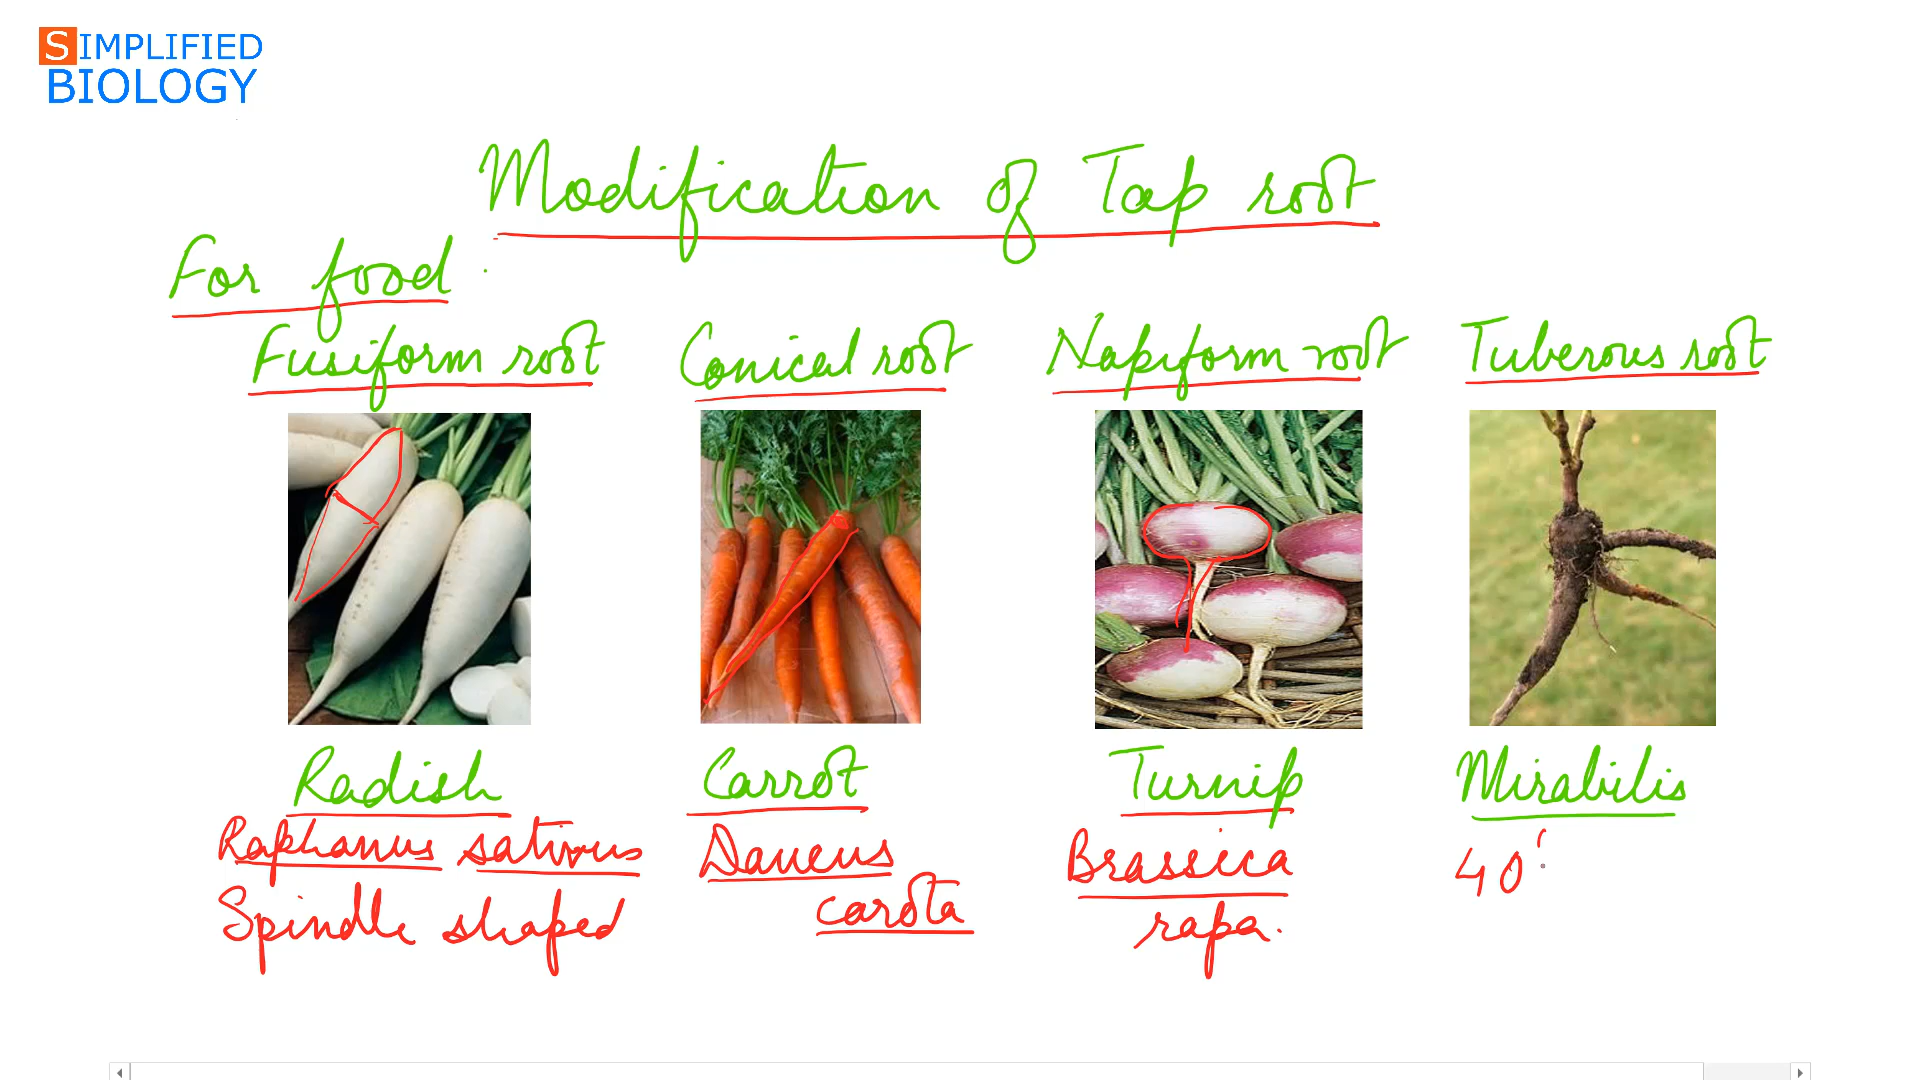 SIMPLIFIED
BIOLOGY
Modification of Tap root
For food
Fusiform root
Conical root
Napiform root
Tuberous root
Radish
Carrot
Turnip
Mirabilis
Raphanus sativus
Spindle shaped
Daucus
carota
Brassica
rapa.
40'